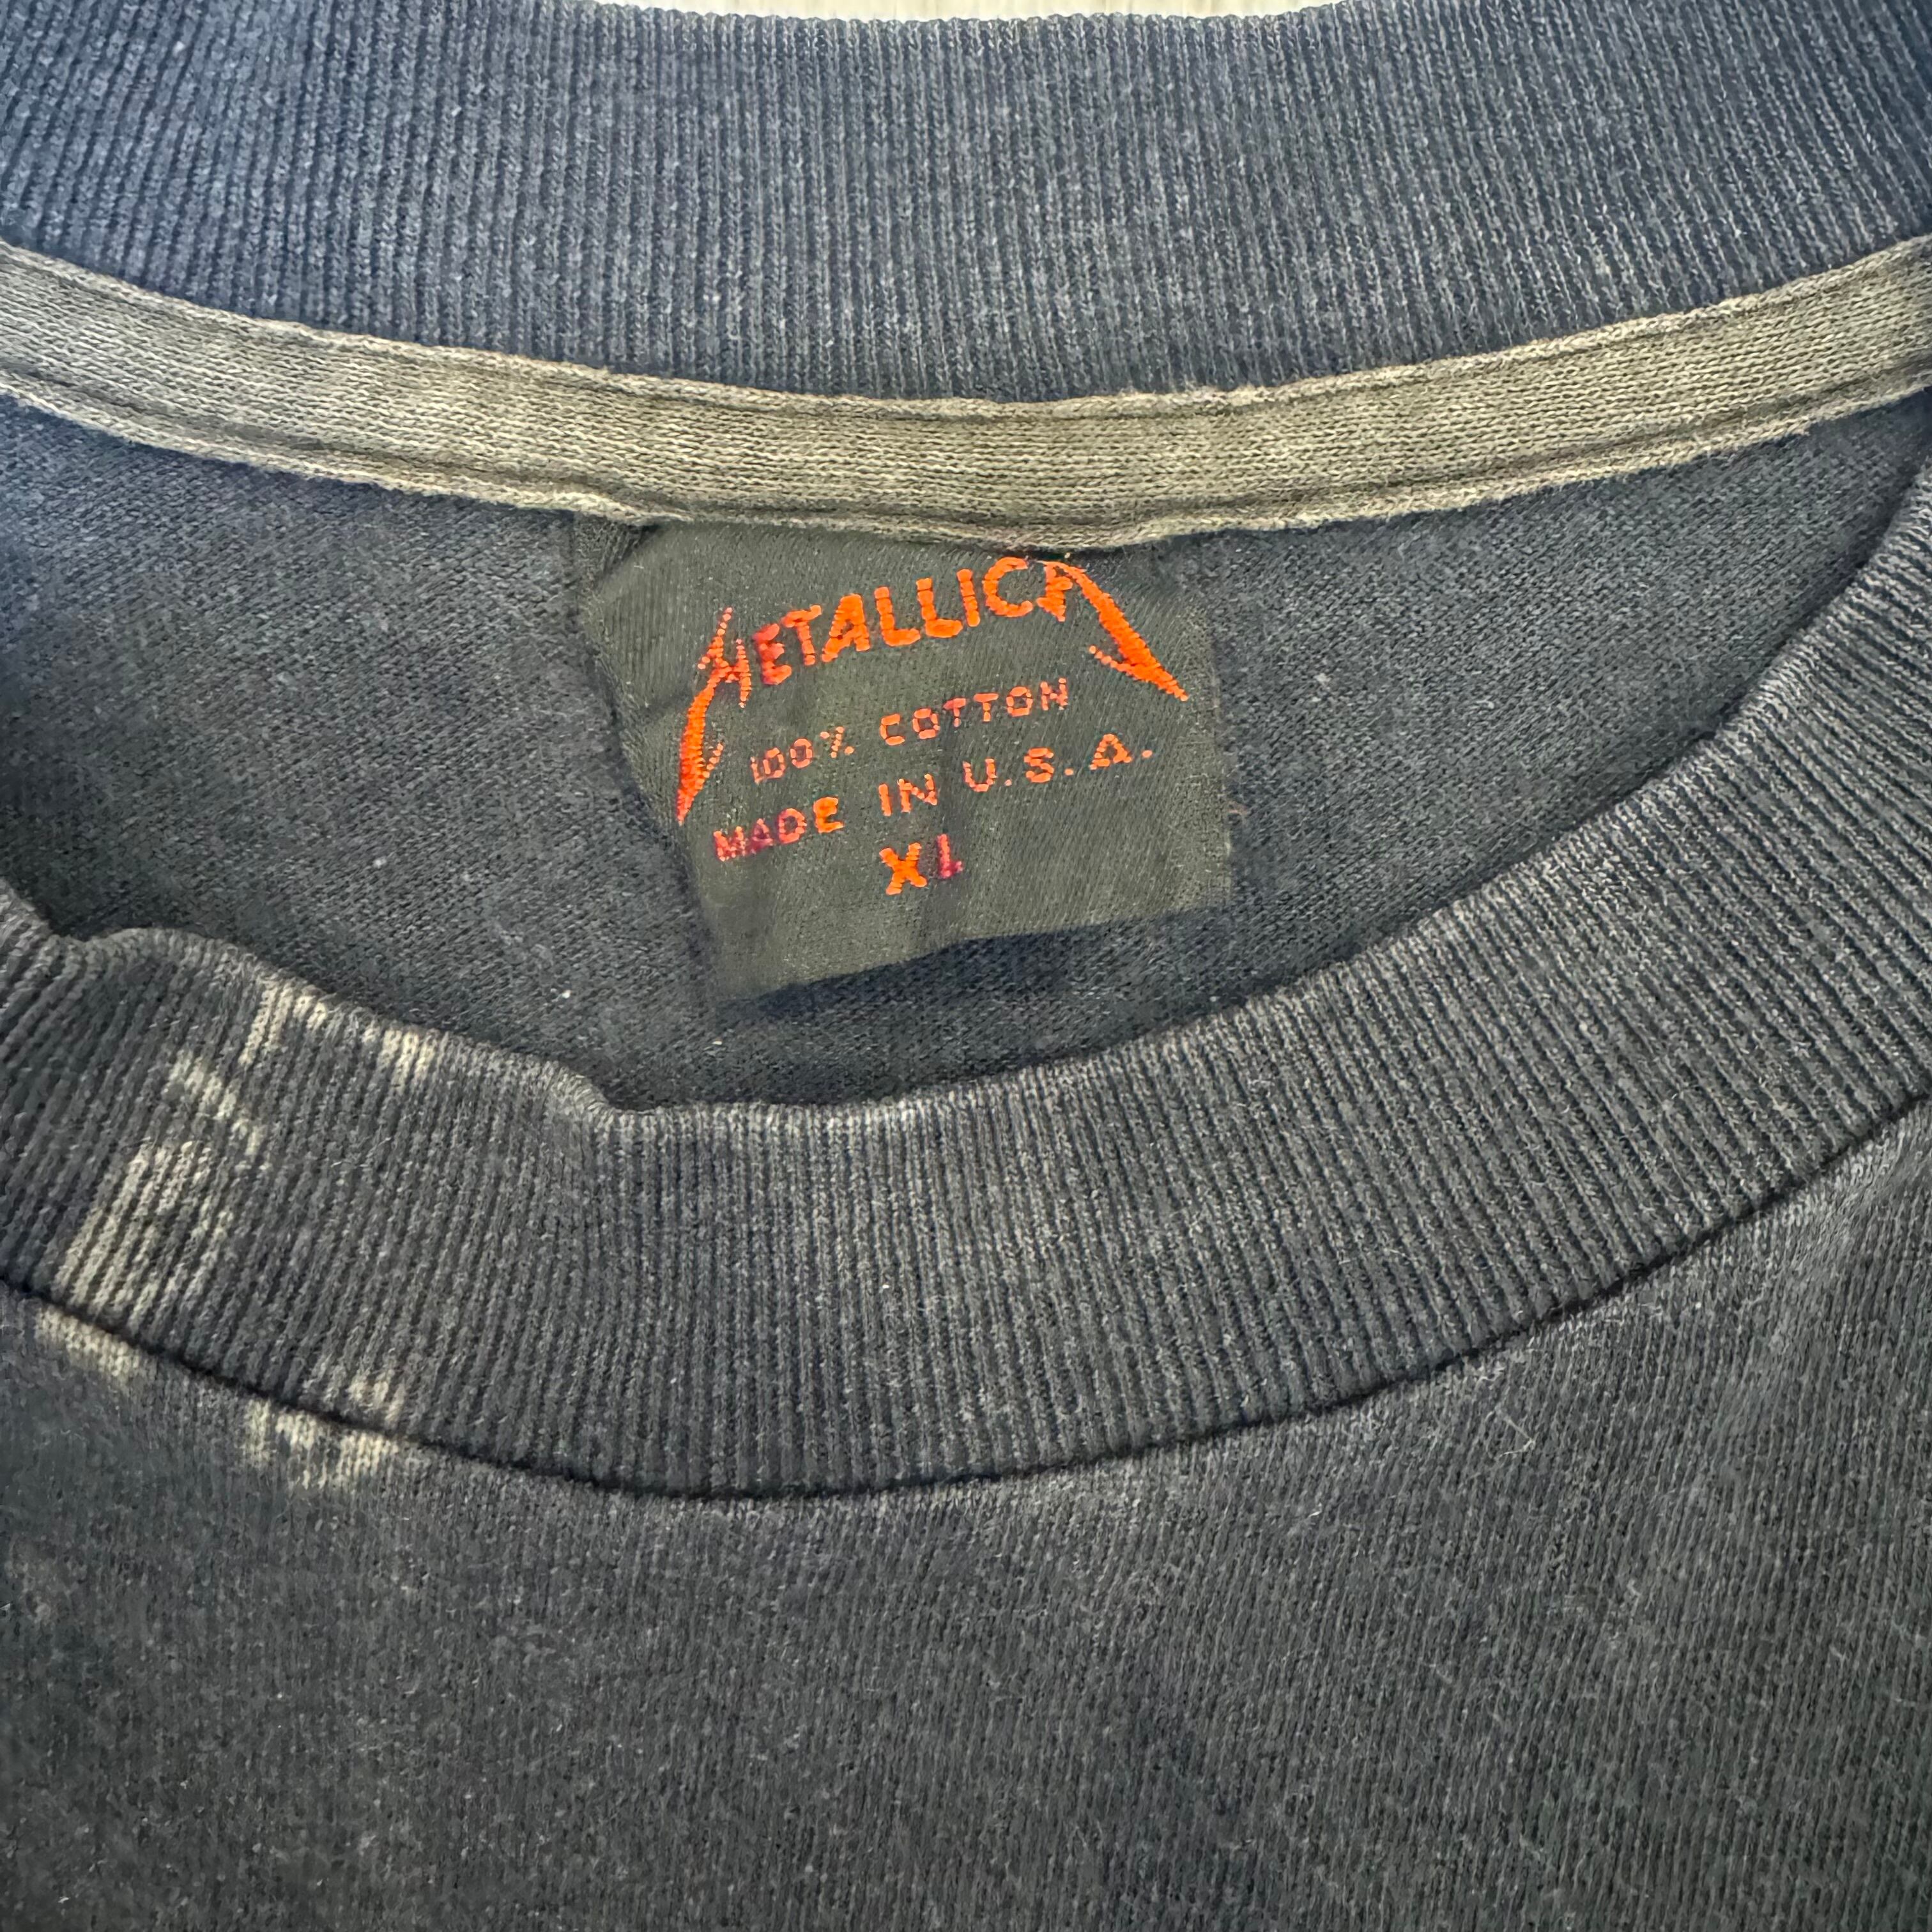 METALLICA
100% COTTON
MADE IN U.S.A.
XL